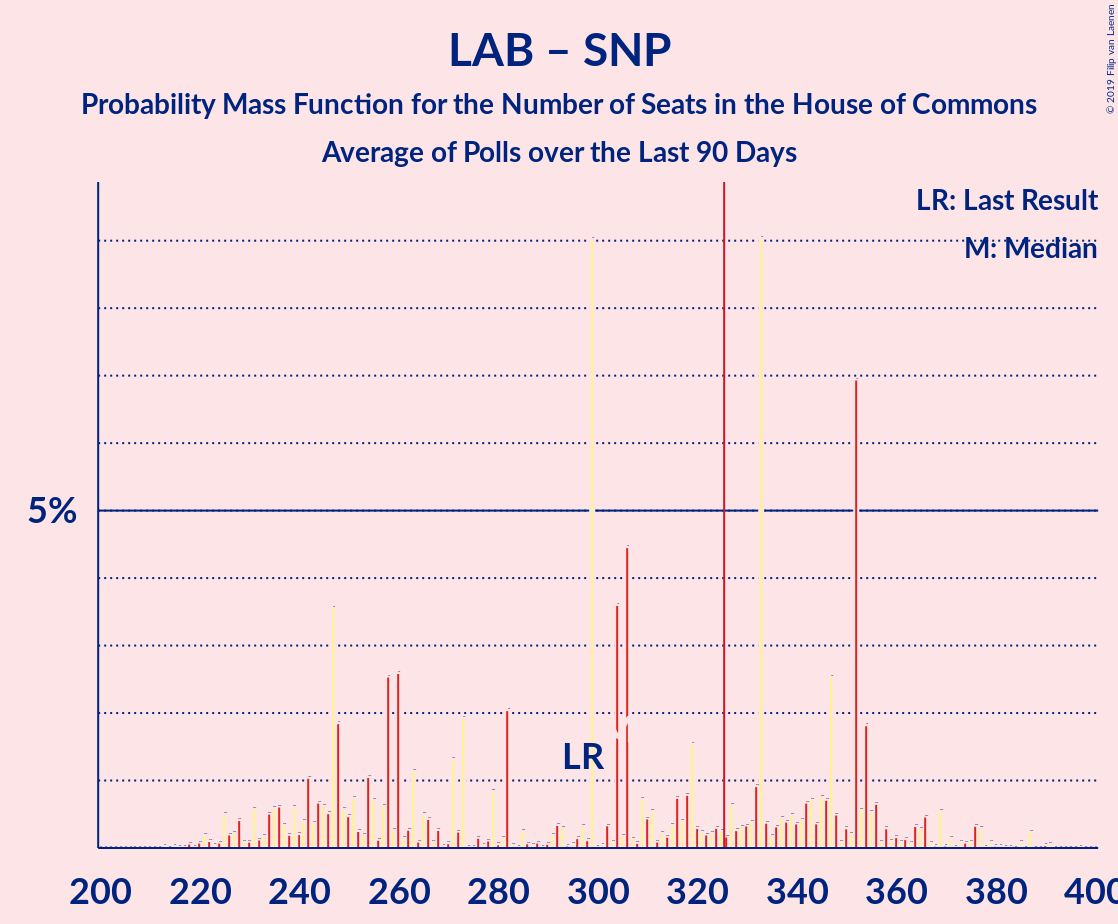 LAB – SNP
Probability Mass Function for the Number of Seats in the House of Commons
Average of Polls over the Last 90 Days
© 2019 Filip van Laenen
LR: Last Result
M: Median
5%
LR
200 220 240 260 280 300 320 340 360 380 400